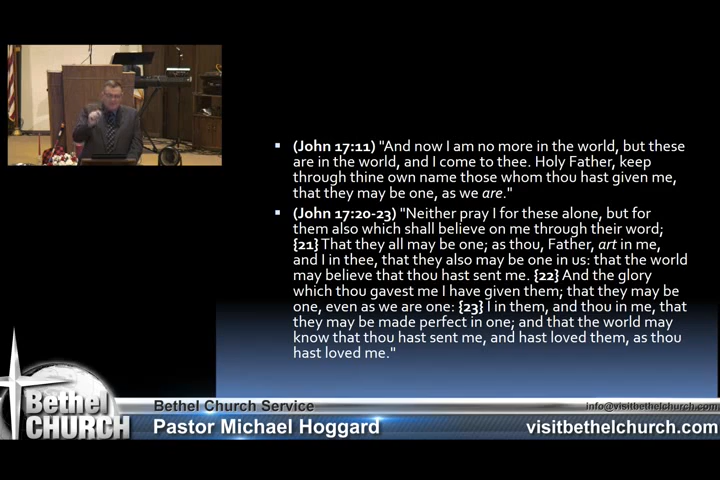 (John 17:11) "And now I am no more in the world, but these
are in the world, and I come to thee. Holy Father, keep
through thine own name those whom thou hast given me,
that they may be one, as we are."
(John 17:20-23) "Neither pray I for these alone, but for
them also which shall believe on me through their word;
{21} That they all may be one; as thou, Father, art in me,
and I in thee, that they also may be one in us: that the world
may believe that thou hast sent me. {22} And the glory
which thou gavest me I have given them; that they may be
one, even as we are one: {23} I in them, and thou in me, that
they may be made perfect in one; and that the world may
know that thou hast sent me, and hast loved them, as thou
hast loved me."
Bethel
CHURCH
Bethel Church Service
info@visitbethelchurch.com
Pastor Michael Hoggard
visitbethelchurch.com